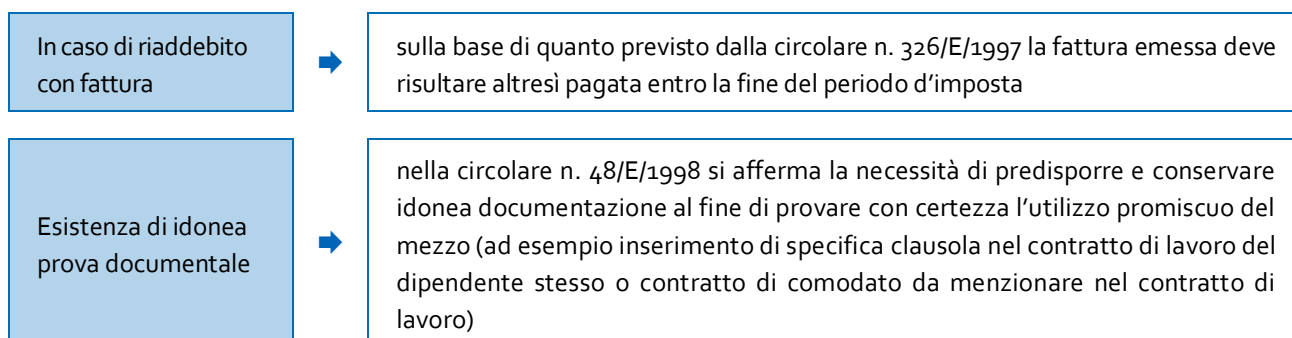 In caso di riaddebito
con fattura
sulla base di quanto previsto dalla circolare n. 326/E/1997 la fattura emessa deve
risultare altresì pagata entro la fine del periodo d'imposta
Esistenza di idonea
prova documentale
nella circolare n. 48/E/1998 si afferma la necessità di predisporre e conservare
idonea documentazione al fine di provare con certezza l'utilizzo promiscuo del
mezzo (ad esempio inserimento di specifica clausola nel contratto di lavoro del
dipendente stesso o contratto di comodato da menzionare nel contratto di
lavoro)